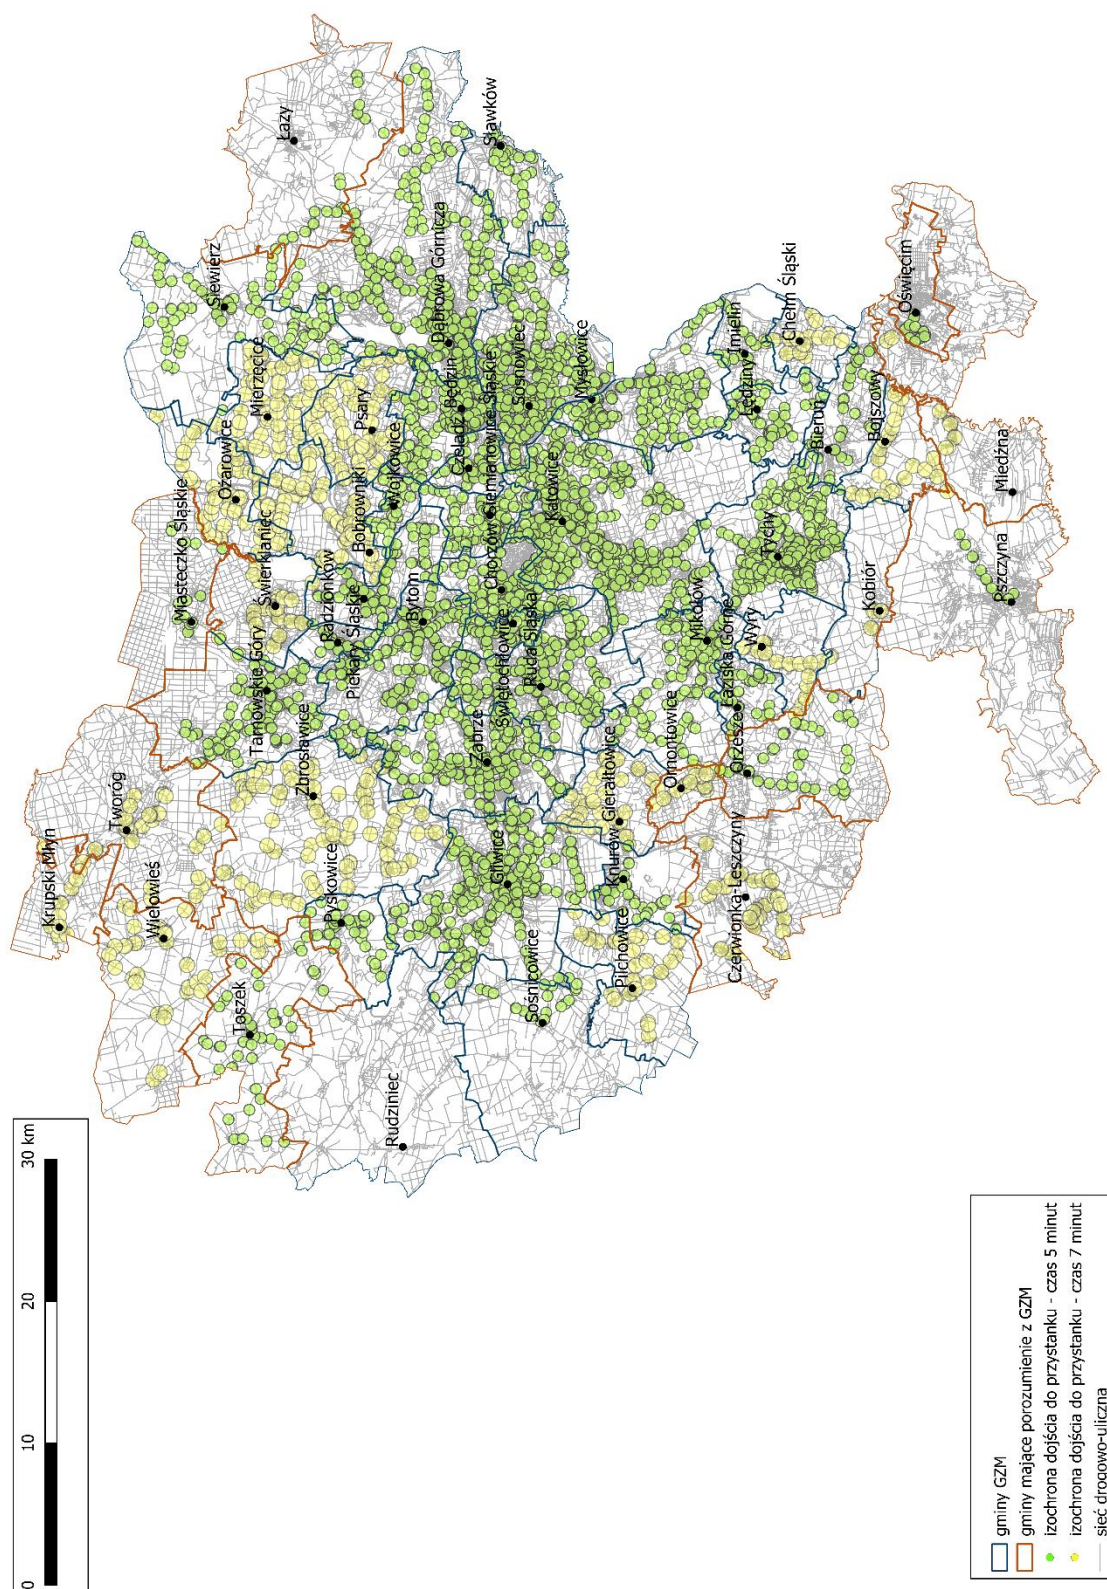 Krupski Młyn
Tworóg
Wielowieś
Toszek
Rudziniec
Pyskowice
Zbrosławice
Tarnowskie Góry
Miasteczko Śląskie
Świerklaniec
Radzionków
Piekary Śląskie
Bobrowniki
Ożarowice
Mierzęcice
Psary
Wojkowice
Siewierz
Łazy
Sławków
Dąbrowa Górnicza
Będzin
Czeladź
Siemianowice Śląskie
Sosnowiec
Mysłowice
Katowice
Chorzów
Świętochłowice
Ruda Śląska
Bytom
Zabrze
Gliwice
Sośnicowice
Pilchowice
Knurów
Gierałtowice
Ornontowice
Orzesze
Łaziska Górne
Mikołów
Wyry
Tychy
Czerwionka-Leszczyny
Kobiór
Bieruń
Lędziny
Imielin
Chełm Śląski
Bojszowy
Oświęcim
Miedźna
Pszczyna
0 10 20 30 km
gminy GZM
gminy mające porozumienie z GZM
izochrona dojścia do przystanku - czas 5 minut
izochrona dojścia do przystanku - czas 7 minut
sieć drogowo-uliczna